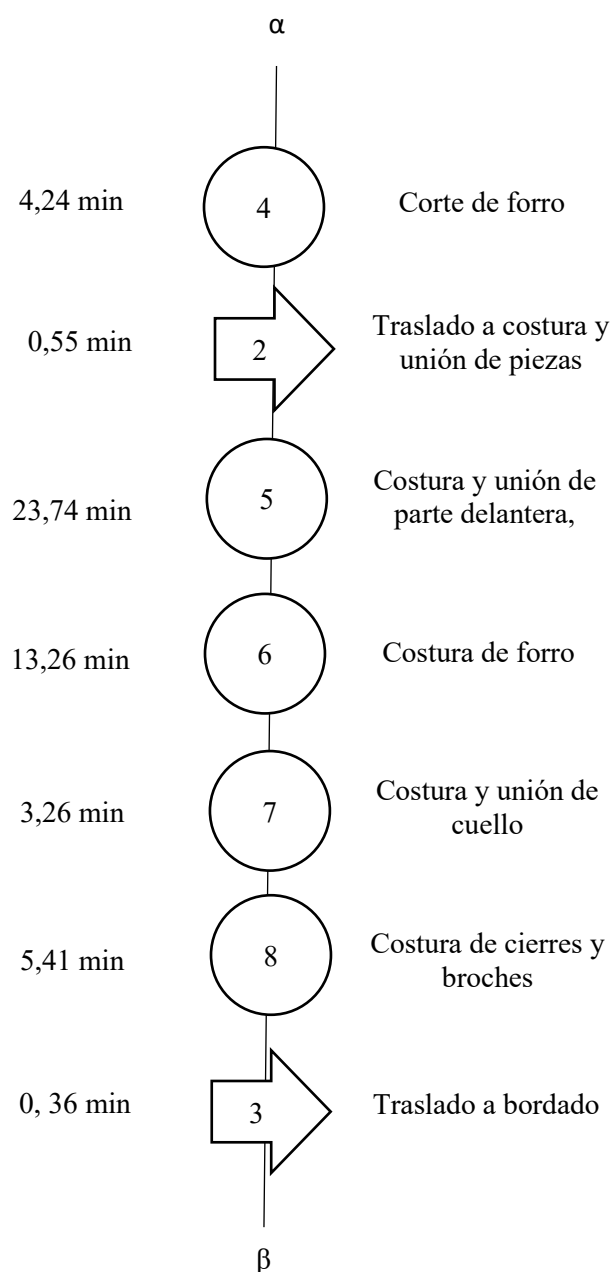 α
4,24 min
4
Corte de forro
0,55 min
2
Traslado a costura y
unión de piezas
23,74 min
5
Costura y unión de
parte delantera,
13,26 min
6
Costura de forro
3,26 min
7
Costura y unión de
cuello
5,41 min
8
Costura de cierres y
broches
0, 36 min
3
Traslado a bordado
β